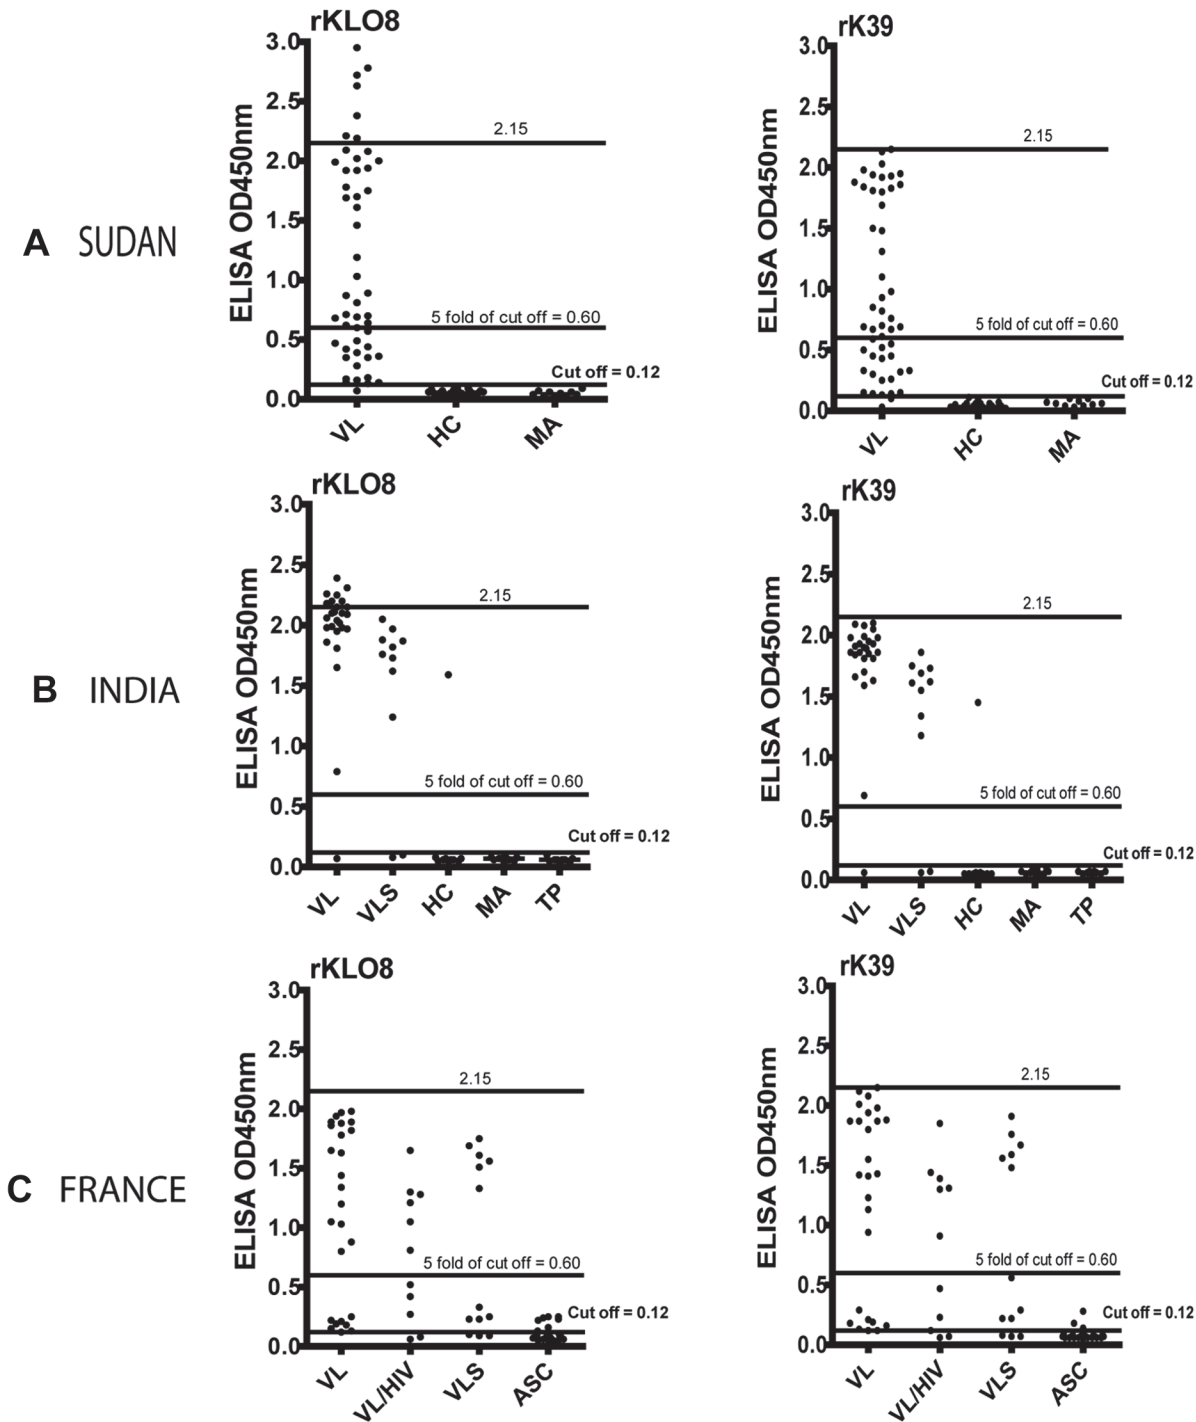 rKLO8
3.0
2.5
2.0
1.5
1.0
0.5
0.0
ELISA OD450nm
2.15
5 fold of cut off = 0.60
Cut off = 0.12
VL
HC
MA
rK39
3.0
2.5
2.0
1.5
1.0
0.5
0.0
ELISA OD450nm
2.15
5 fold of cut off = 0.60
Cut off = 0.12
VL
HC
MA
A SUDAN
rKLO8
3.0
2.5
2.0
1.5
1.0
0.5
0.0
ELISA OD450nm
2.15
5 fold of cut off = 0.60
Cut off = 0.12
VL
VLS
HC
MA
TP
rK39
3.0
2.5
2.0
1.5
1.0
0.5
0.0
ELISA OD450nm
2.15
5 fold of cut off = 0.60
Cut off = 0.12
VL
VLS
HC
MA
TP
B INDIA
rKLO8
3.0
2.5
2.0
1.5
1.0
0.5
0.0
ELISA OD450nm
2.15
5 fold of cut off = 0.60
Cut off = 0.12
VL
VL/HIV
VLS
ASC
rK39
3.0
2.5
2.0
1.5
1.0
0.5
0.0
ELISA OD450nm
2.15
5 fold of cut off = 0.60
Cut off = 0.12
VL
VL/HIV
VLS
ASC
C FRANCE